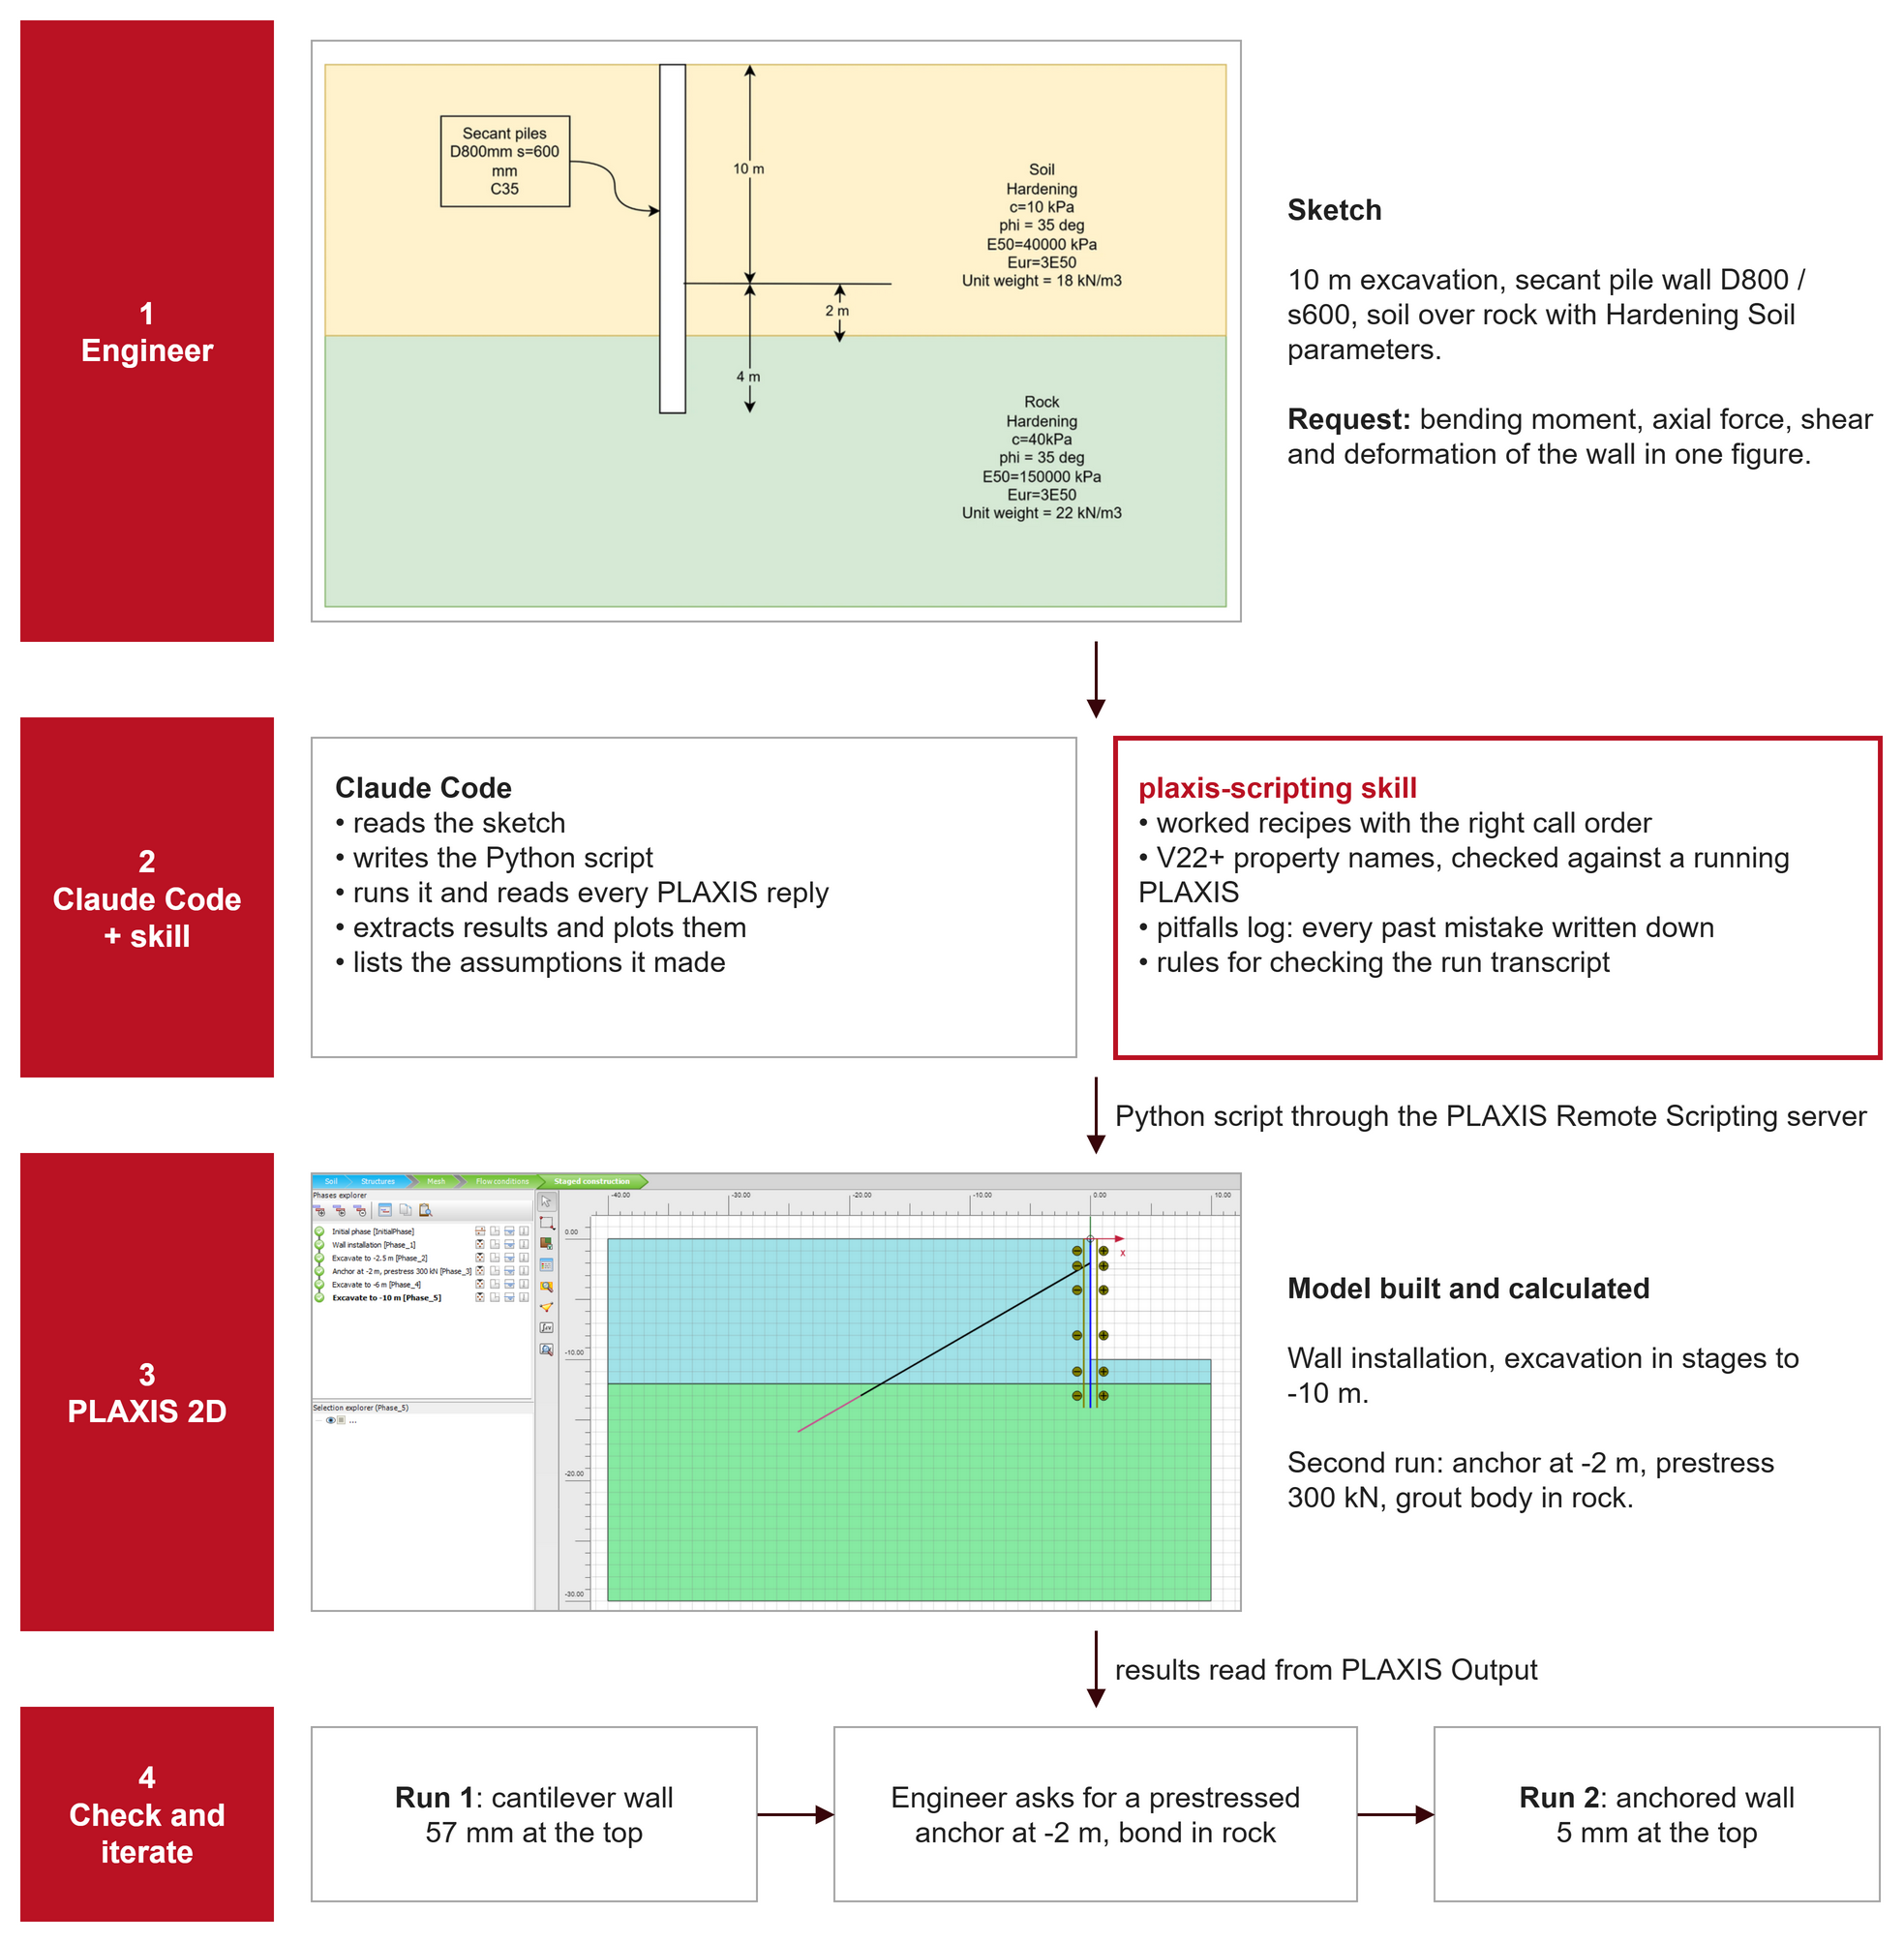 1
Engineer
Secant piles
D800mm s=600
mm
C35
10 m
2 m
4 m
Soil
Hardening
c=10 kPa
phi = 35 deg
E50=40000 kPa
Eur=3E50
Unit weight = 18 kN/m3
Rock
Hardening
c=40kPa
phi = 35 deg
E50=150000 kPa
Eur=3E50
Unit weight = 22 kN/m3
Sketch
10 m excavation, secant pile wall D800 /
s600, soil over rock with Hardening Soil
parameters.
Request: bending moment, axial force, shear
and deformation of the wall in one figure.
2
Claude Code
+ skill
Claude Code
• reads the sketch
• writes the Python script
• runs it and reads every PLAXIS reply
• extracts results and plots them
• lists the assumptions it made
plaxis-scripting skill
• worked recipes with the right call order
• V22+ property names, checked against a running
PLAXIS
• pitfalls log: every past mistake written down
• rules for checking the run transcript
Python script through the PLAXIS Remote Scripting server
3
PLAXIS 2D
Soil Structures Mesh Flow conditions Staged construction
Phases explorer
Initial phase [InitialPhase]
Wall installation [Phase_1]
Excavate to -2.5 m [Phase_2]
Anchor at -2 m, prestress 300 kN [Phase_3]
Excavate to -6 m [Phase_4]
Excavate to -10 m [Phase_5]
Selection explorer (Phase_5)
...
-40.00 -30.00 -20.00 -10.00 0.00 10.00
0.00
-10.00
-20.00
-30.00
x
Model built and calculated
Wall installation, excavation in stages to
-10 m.
Second run: anchor at -2 m, prestress
300 kN, grout body in rock.
results read from PLAXIS Output
4
Check and
iterate
Run 1: cantilever wall
57 mm at the top
Engineer asks for a prestressed
anchor at -2 m, bond in rock
Run 2: anchored wall
5 mm at the top